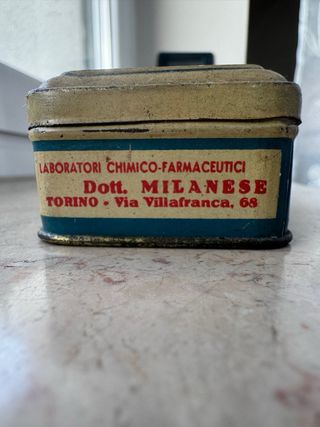 LABORATORI CHIMICO-FARMACEUTICI
Dott. MILANESE
TORINO - Via Villafranca, 68